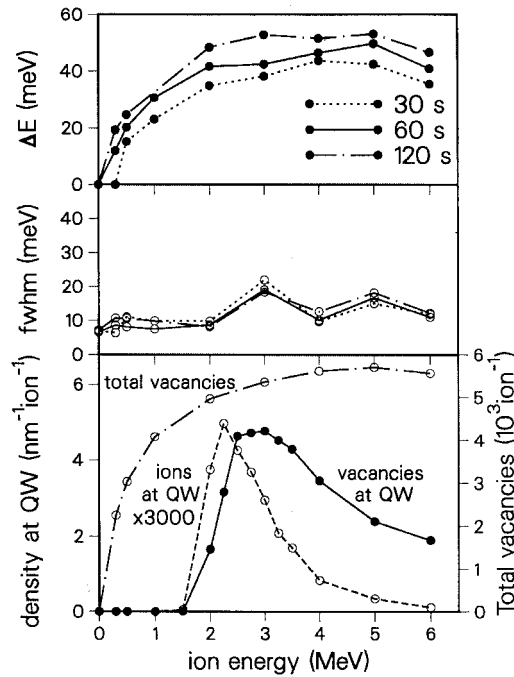 60
40
20
0
ΔE (meV)
30 s
60 s
120 s
40
30
20
10
0
fwhm (meV)
6
4
2
0
density at QW (nm⁻¹ion⁻¹)
total vacancies
ions
at QW
x3000
vacancies
at QW
6
5
4
3
2
1
0
Total vacancies (10³ion⁻¹)
0 1 2 3 4 5 6
ion energy (MeV)